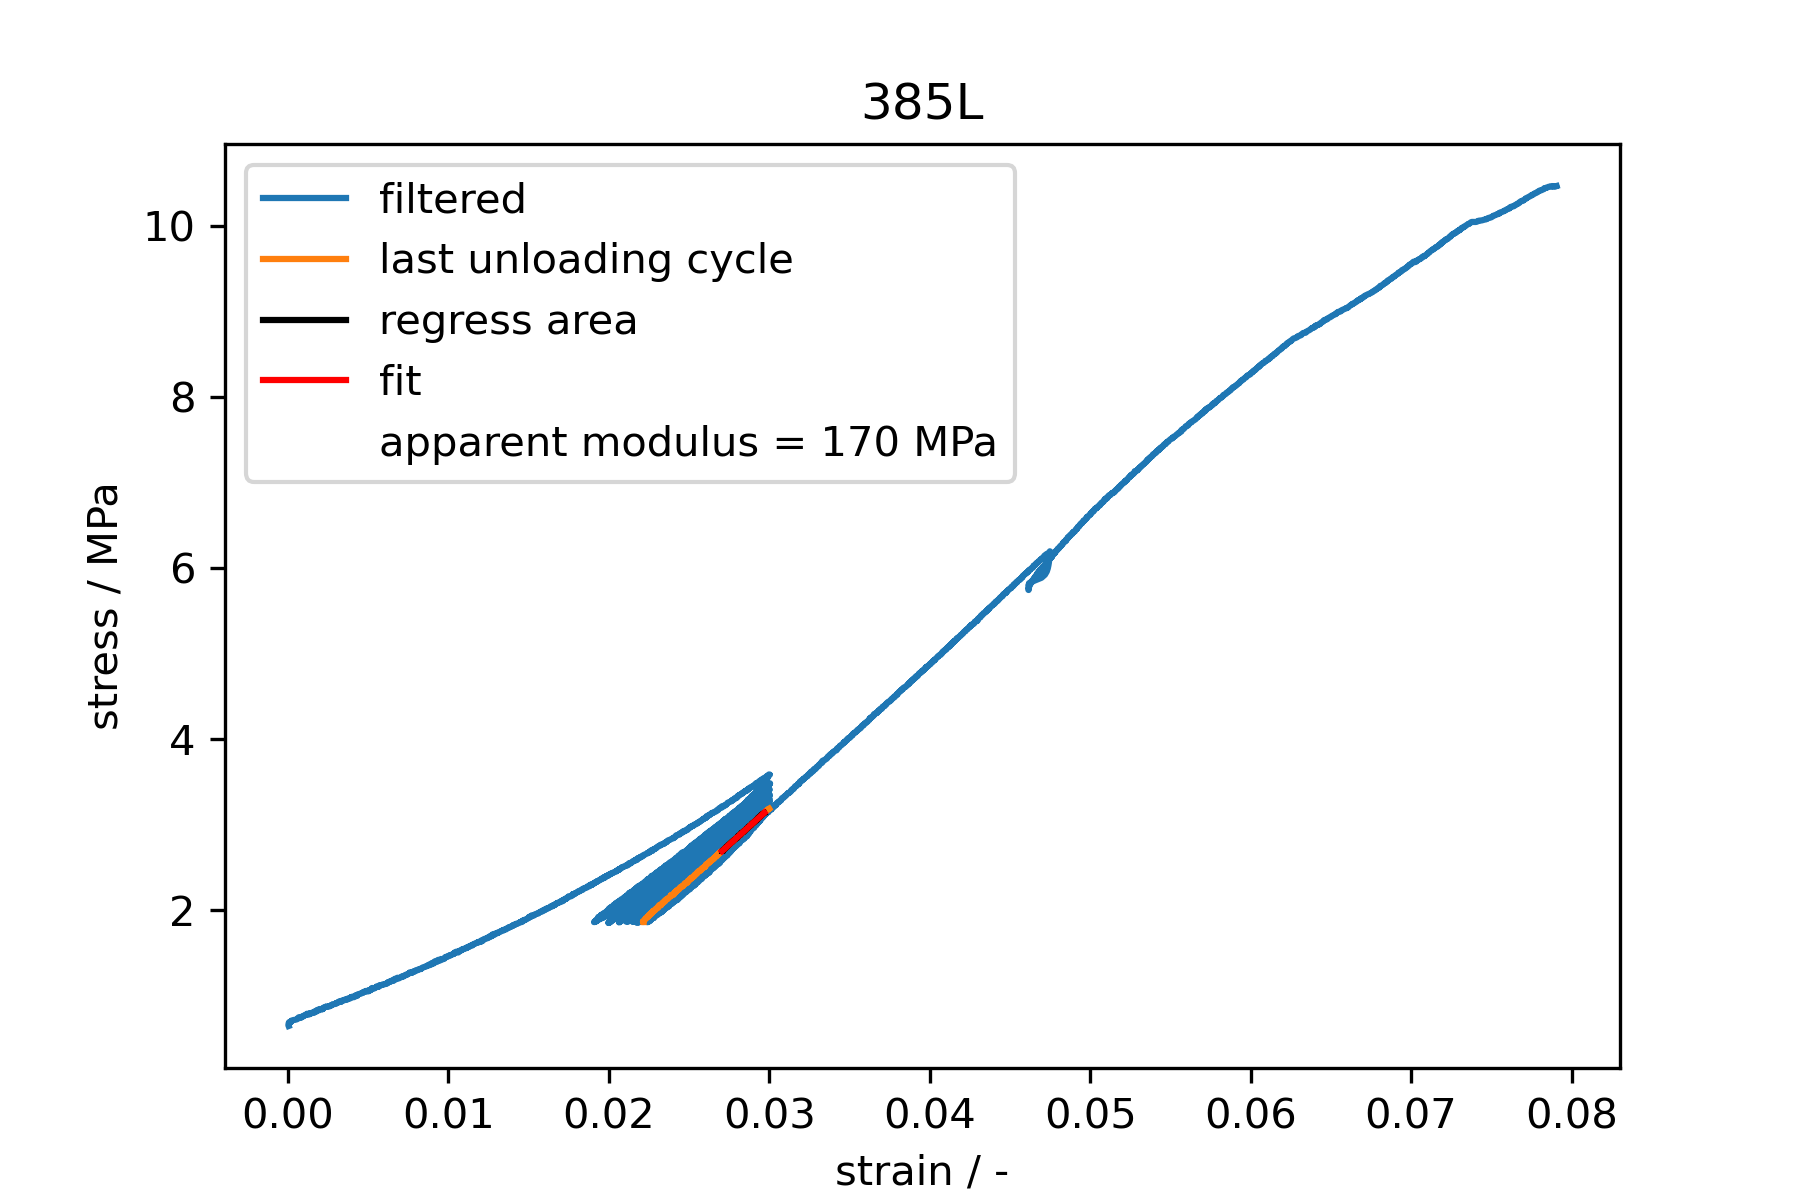 385L
filtered
last unloading cycle
regress area
fit
apparent modulus = 170 MPa
stress / MPa
10
8
6
4
2
0.00 0.01 0.02 0.03 0.04 0.05 0.06 0.07 0.08
strain / -